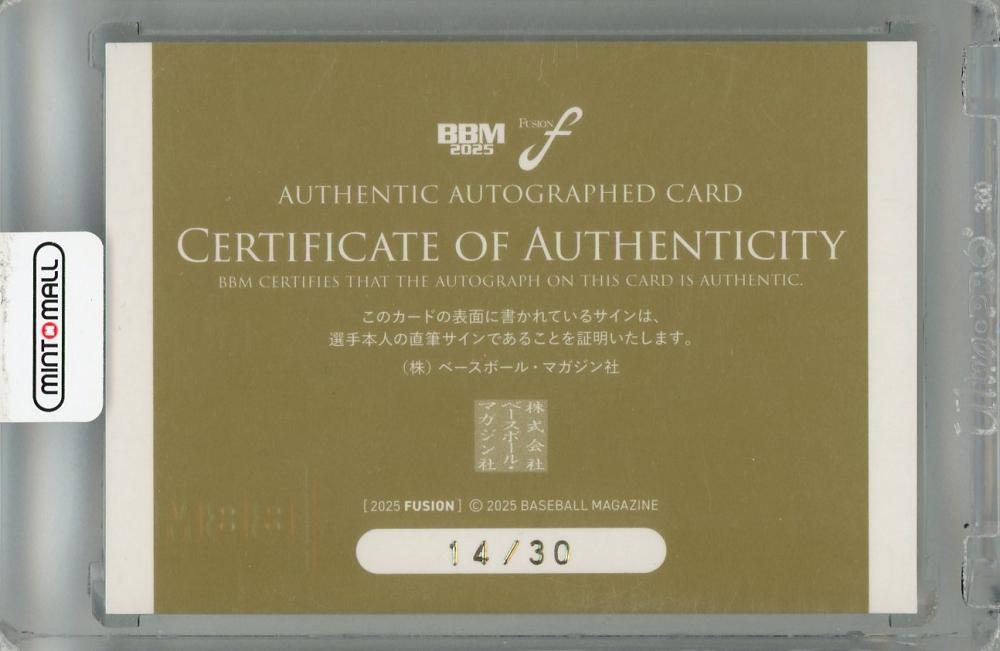 BBM
2025
FUSION f
AUTHENTIC AUTOGRAPHED CARD
CERTIFICATE OF AUTHENTICITY
BBM CERTIFIES THAT THE AUTOGRAPH ON THIS CARD IS AUTHENTIC.
このカードの表面に書かれているサインは、
選手本人の直筆サインであることを証明いたします。
（株）ベースボール・マガジン社
株式会社
ベースボール・
マガジン社
[2025 FUSION] © 2025 BASEBALL MAGAZINE
14/30
MINTOMALL